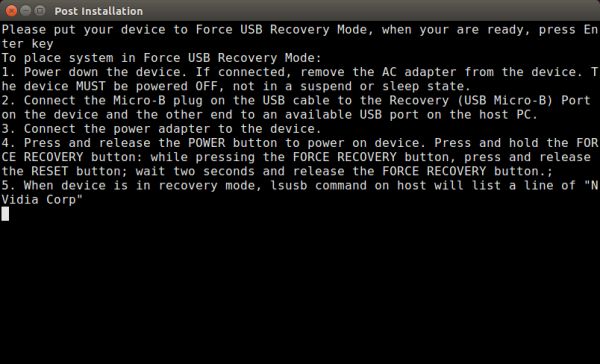 Post Installation
Please put your device to Force USB Recovery Mode, when your are ready, press En
ter key
To place system in Force USB Recovery Mode:
1. Power down the device. If connected, remove the AC adapter from the device. T
he device MUST be powered OFF, not in a suspend or sleep state.
2. Connect the Micro-B plug on the USB cable to the Recovery (USB Micro-B) Port
on the device and the other end to an available USB port on the host PC.
3. Connect the power adapter to the device.
4. Press and release the POWER button to power on device. Press and hold the FOR
CE RECOVERY button: while pressing the FORCE RECOVERY button, press and release
the RESET button; wait two seconds and release the FORCE RECOVERY button.;
5. When device is in recovery mode, lsusb command on host will list a line of "N
Vidia Corp"